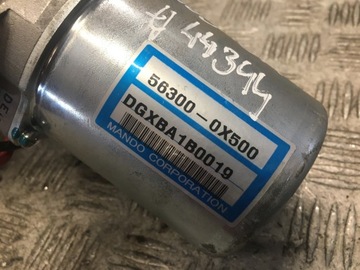 44394
56300-0X500
DGXBA1B0019
MANDO CORPORATION